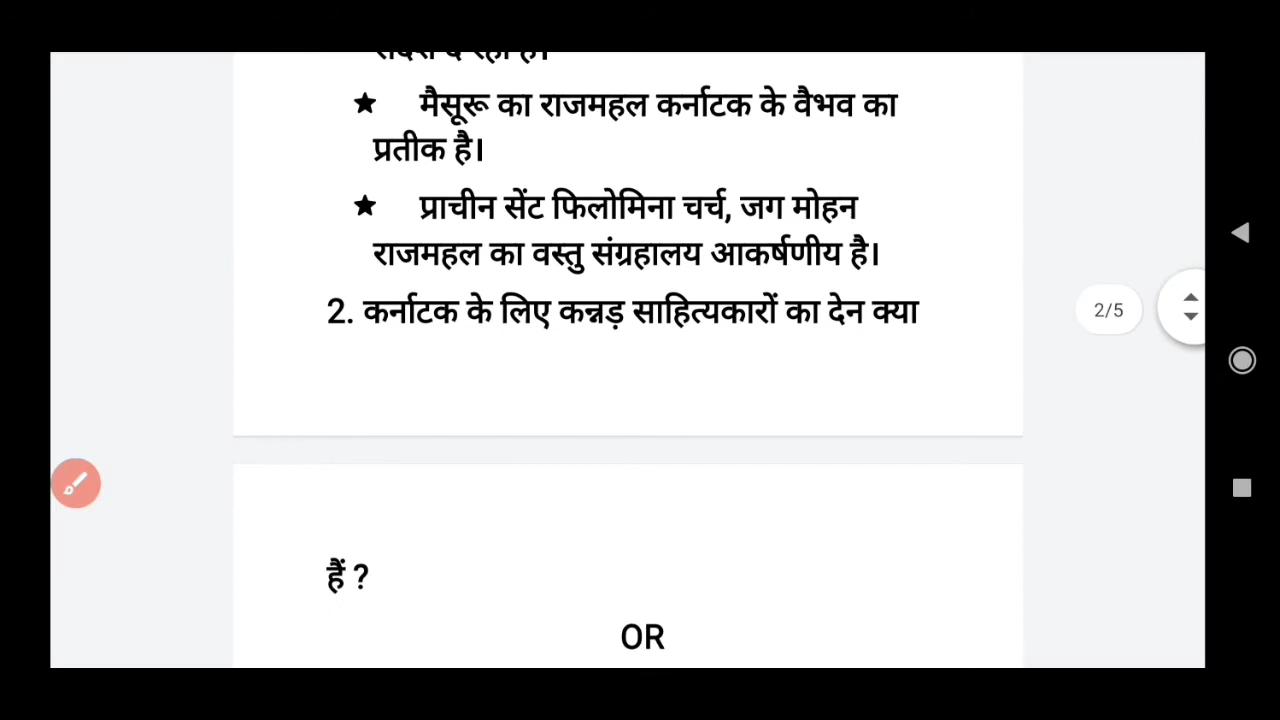 ★ मैसूरू का राजमहल कर्नाटक के वैभव का
प्रतीक है।
★ प्राचीन सेंट फिलोमिना चर्च, जग मोहन
राजमहल का वस्तु संग्रहालय आकर्षणीय है।
2. कर्नाटक के लिए कन्नड़ साहित्यकारों का देन क्या
2/5
हैं ?
OR